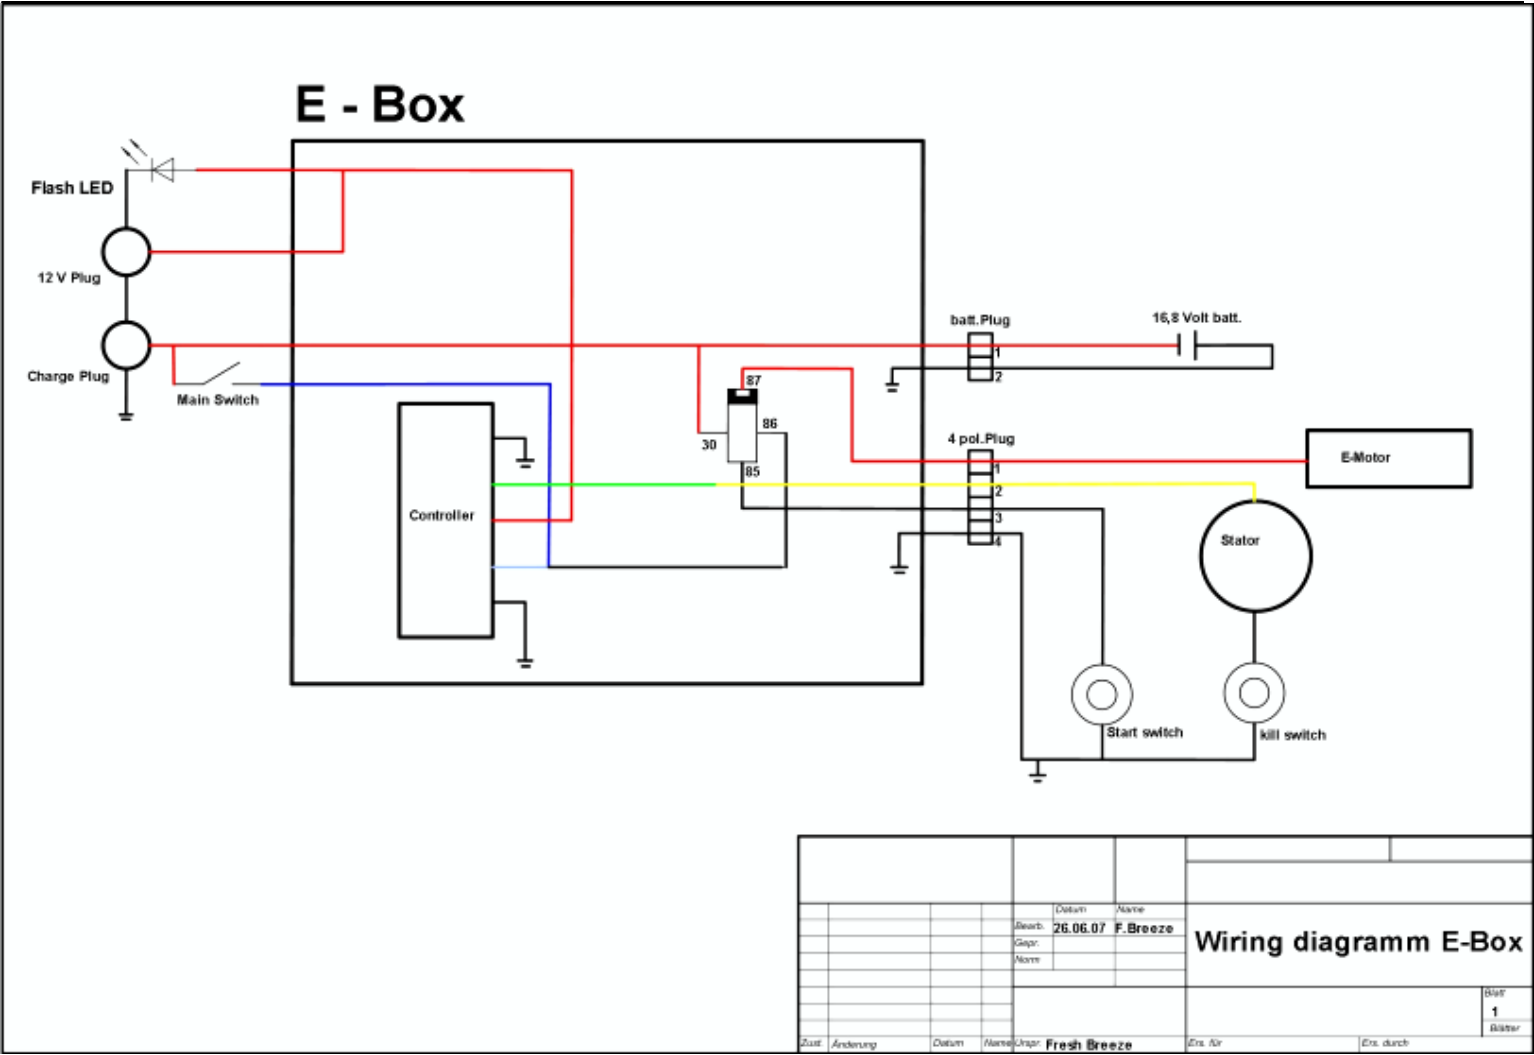 E - Box
Flash LED
12 V Plug
Charge Plug
Main Switch
Controller
87
86
30
85
batt.Plug
1
2
16,8 Volt batt.
4 pol.Plug
1
2
3
4
E-Motor
Stator
Start switch
kill switch
Datum Name
Bearb. 26.06.07 F.Breeze
Gepr.
Norm
Wiring diagramm E-Box
Blatt
1
Blätter
Zust. Änderung Datum Name Urspr. Fresh Breeze Ers. für Ers. durch